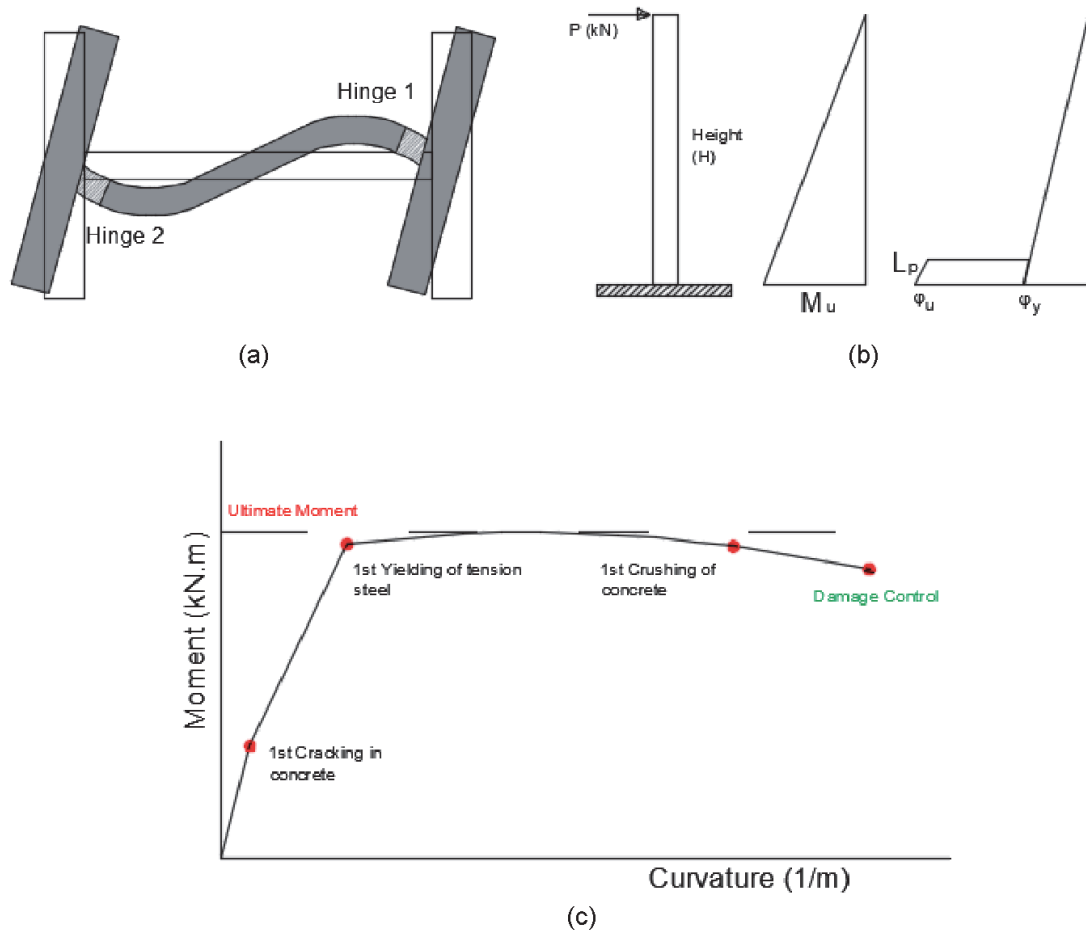 Hinge 1
Hinge 2
(a)
P (kN)
Height
(H)
Mu
Lp
φu
φy
(b)
Ultimate Moment
1st Yielding of tension
steel
1st Crushing of
concrete
Damage Control
1st Cracking in
concrete
Moment (kN.m)
Curvature (1/m)
(c)